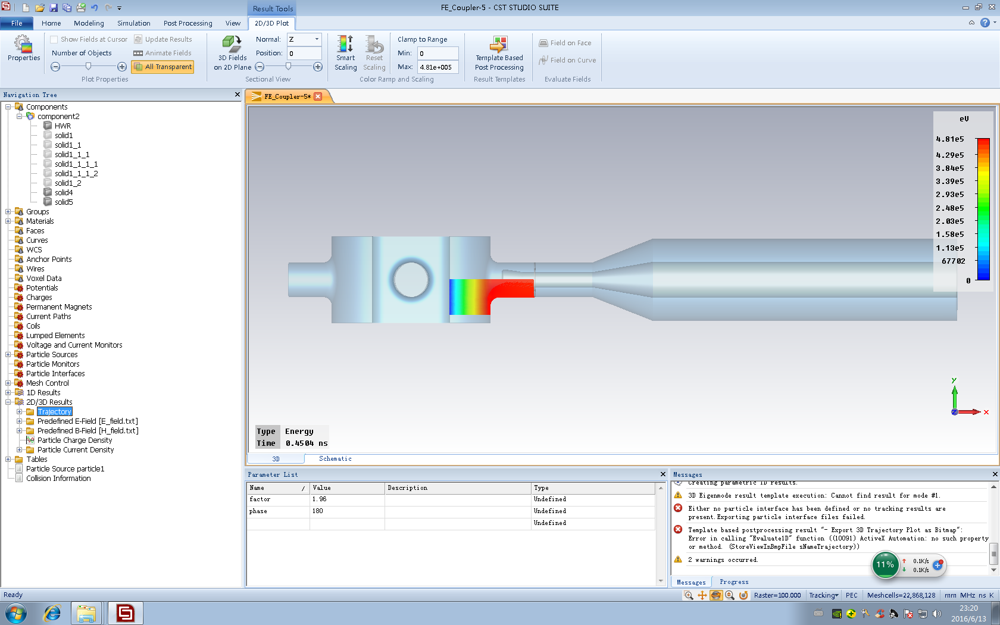 Result Tools
FE_Coupler-5 - CST STUDIO SUITE
File
Home
Modeling
Simulation
Post Processing
View
2D/3D Plot
Properties
Show Fields at Cursor
Update Results
Number of Objects
Animate Fields
All Transparent
Plot Properties
3D Fields
on 2D Plane
Normal:
Z
Position:
0
Sectional View
Smart
Scaling
Reset
Scaling
Clamp to Range
Min:
0
Max:
4.81e+005
Color Ramp and Scaling
Template Based
Post Processing
Result Templates
Field on Face
Field on Curve
Evaluate Fields
Navigation Tree
Components
component2
HWR
solid1
solid1_1
solid1_1_1
solid1_1_1_1
solid1_1_1_2
solid1_2
solid4
solid5
Groups
Materials
Faces
Curves
WCS
Anchor Points
Wires
Voxel Data
Potentials
Charges
Permanent Magnets
Current Paths
Coils
Lumped Elements
Voltage and Current Monitors
Particle Sources
Particle Monitors
Particle Interfaces
Mesh Control
1D Results
2D/3D Results
Trajectory
Predefined E-Field [E_field.txt]
Predefined B-Field [H_field.txt]
Particle Charge Density
Particle Current Density
Tables
Particle Source particle1
Collision Information
FE_Coupler-5*
eV
4.81e5
4.29e5
3.84e5
3.39e5
2.93e5
2.48e5
2.03e5
1.58e5
1.13e5
67702
0
y
z
x
Type Energy
Time 0.4504 ns
3D
Schematic
Parameter List
Name / Value Description Type
factor 1.96 Undefined
phase 180 Undefined
Undefined
Messages
Creating parametric 1D results.
3D Eigenmode result template execution: Cannot find result for mode #1.
Either no particle interface has been defined or no tracking results are
present.Exporting particle interface files failed.
Template based postprocessing result "- Export 3D Trajectory Plot as Bitmap":
Error in calling "Evaluate1D" function ((10091) ActiveX Automation: no such property
or method. (StoreViewInBmpFile sNameTrajectory))
2 warnings occurred.
11%
0.1K/s
0.1K/s
Messages
Progress
Ready
Raster=100.000
Tracking
PEC
Meshcells=22,868,128
mm MHz ns K
23:20
2016/6/13